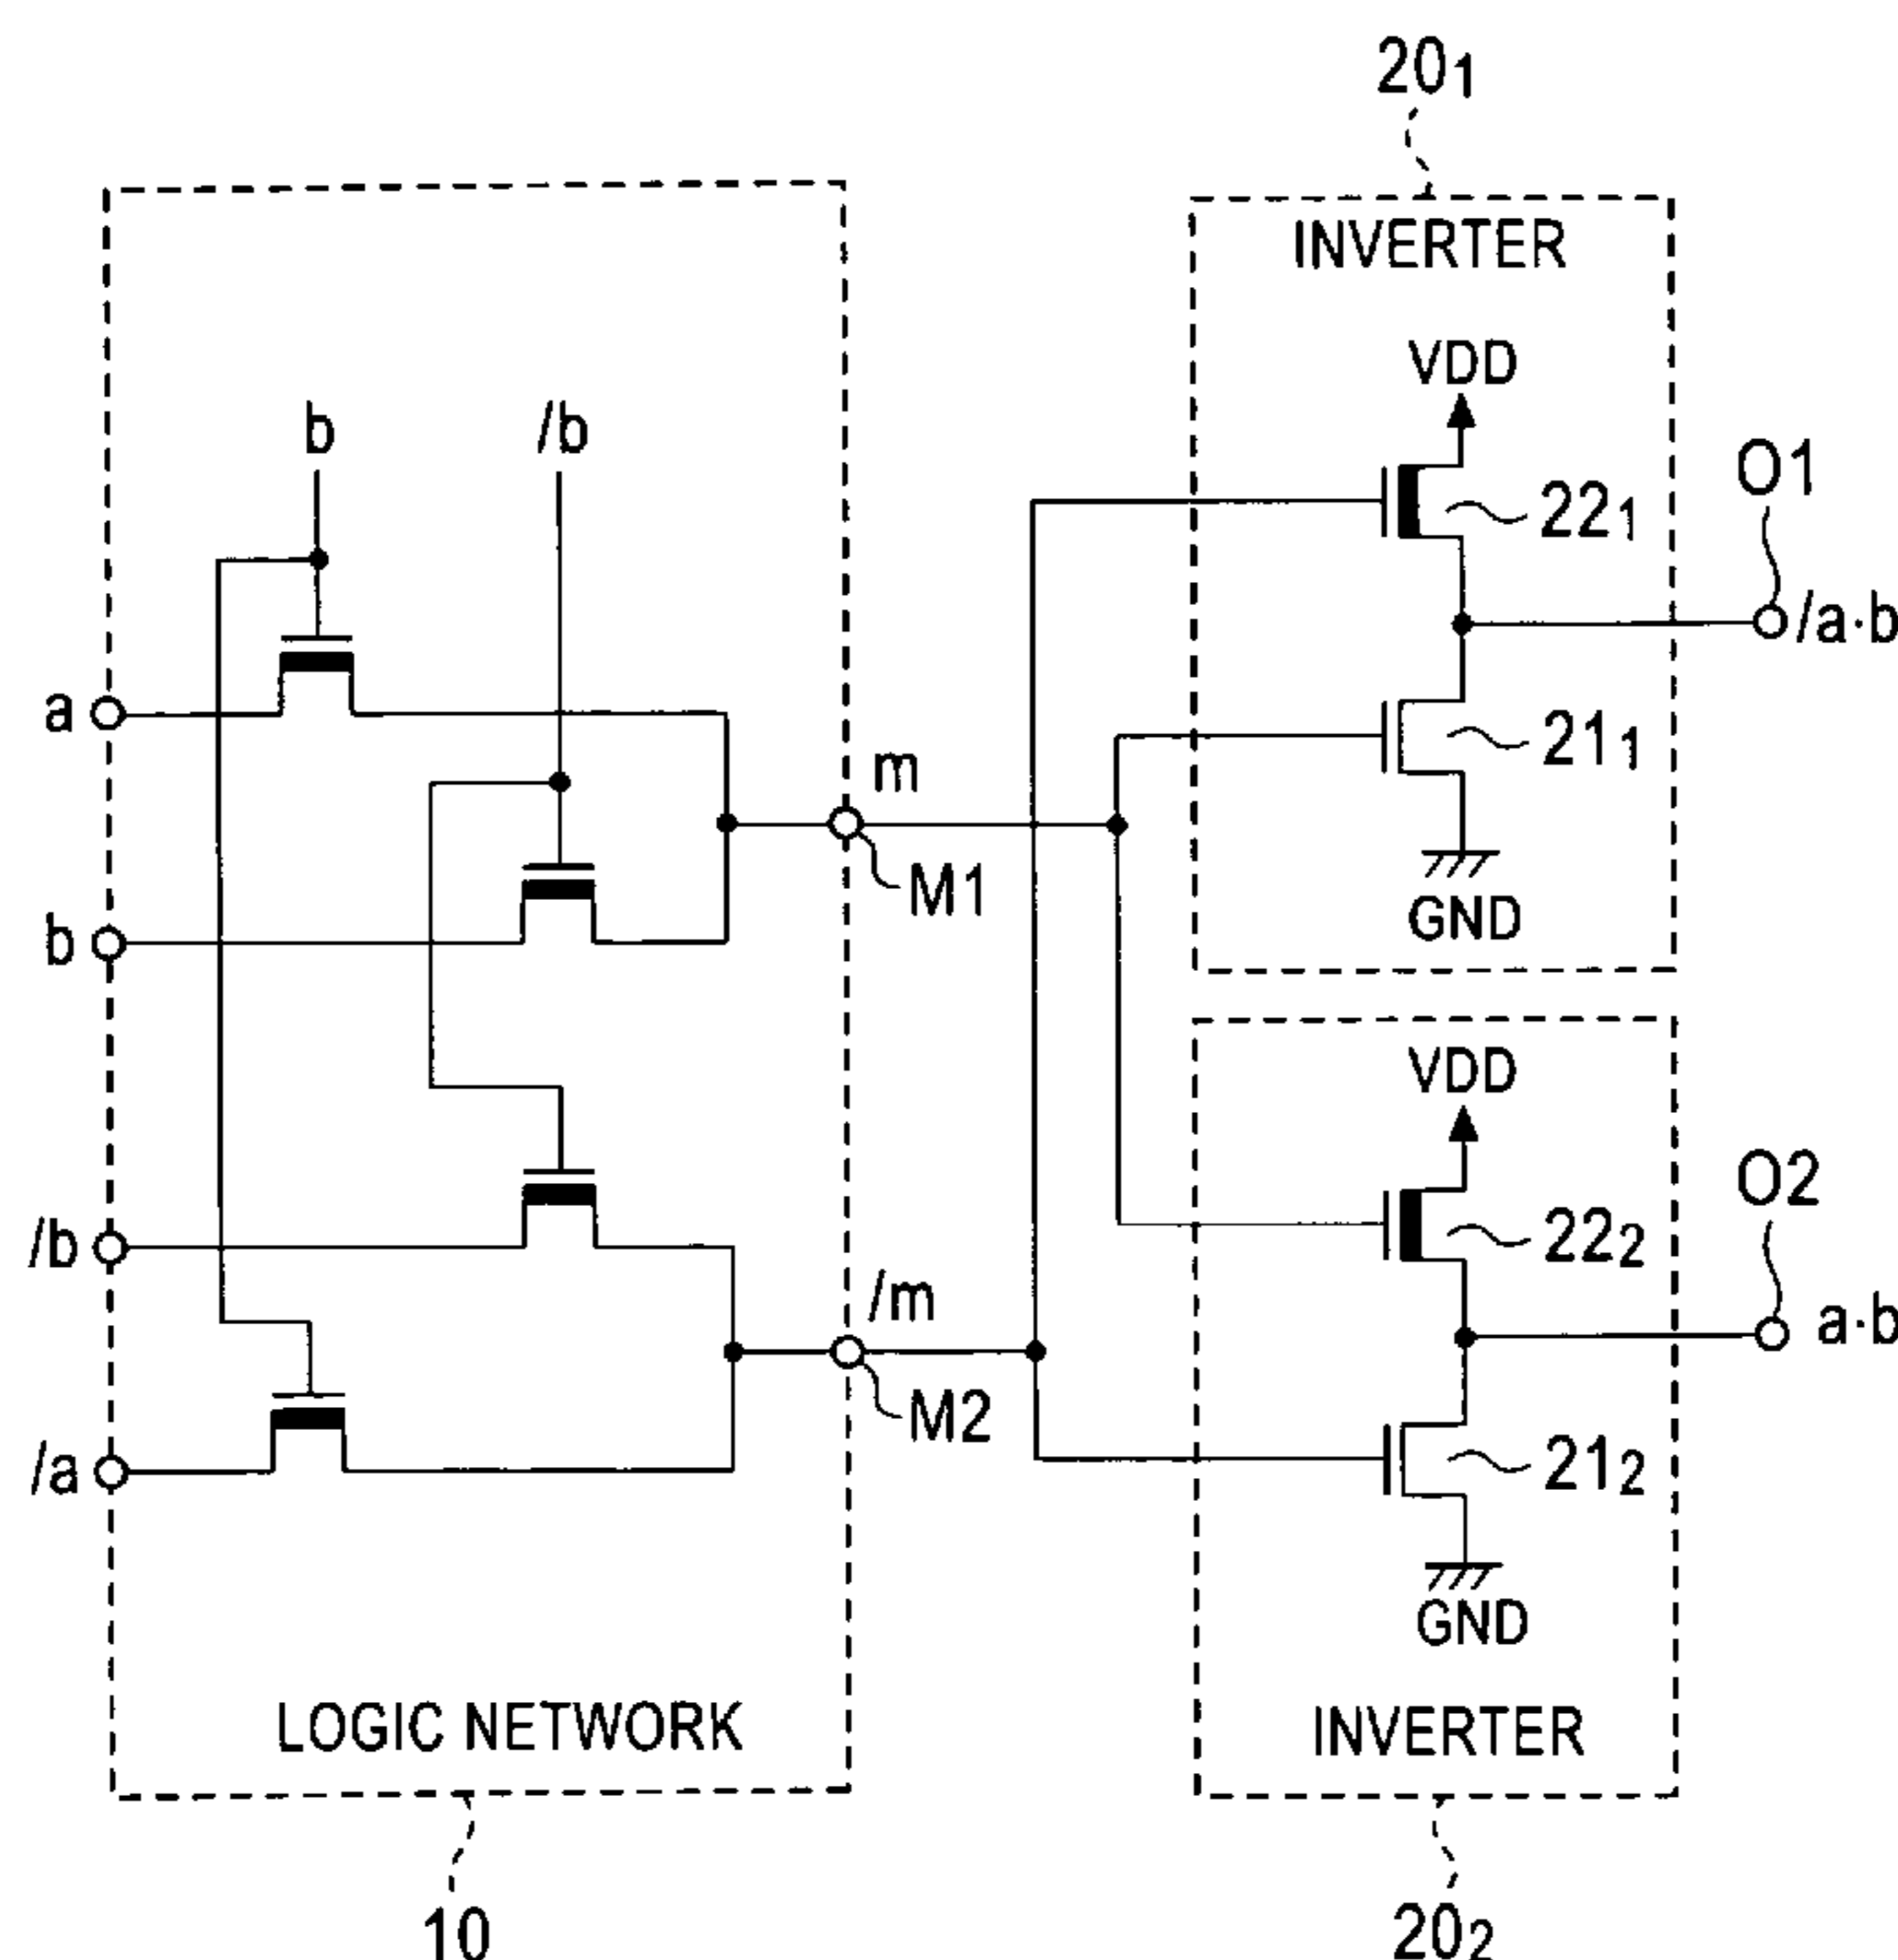 20₁
INVERTER
VDD
b
/b
O1
22₁
/a·b
a
21₁
m
M1
b
GND
VDD
O2
22₂
/b
/m
a·b
M2
21₂
/a
GND
LOGIC NETWORK
INVERTER
10
20₂